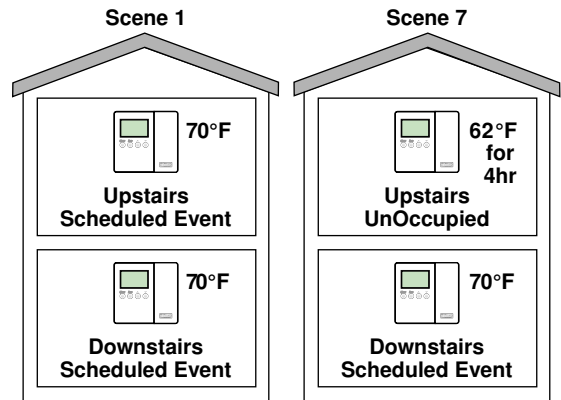 Scene 1
70°F
Upstairs
Scheduled Event
70°F
Downstairs
Scheduled Event
Scene 7
62°F
for
4hr
Upstairs
UnOccupied
70°F
Downstairs
Scheduled Event